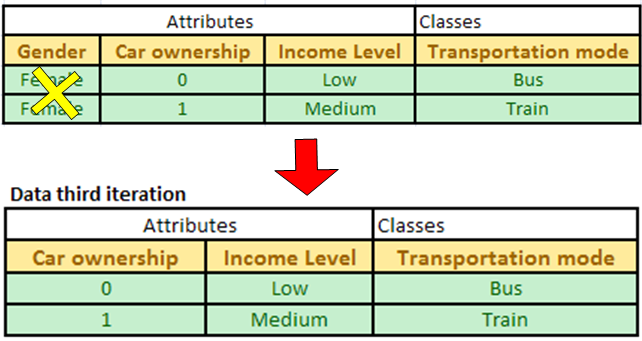 Attributes Classes
Gender Car ownership Income Level Transportation mode
Female 0 Low Bus
Female 1 Medium Train
Data third iteration
Attributes Classes
Car ownership Income Level Transportation mode
0 Low Bus
1 Medium Train